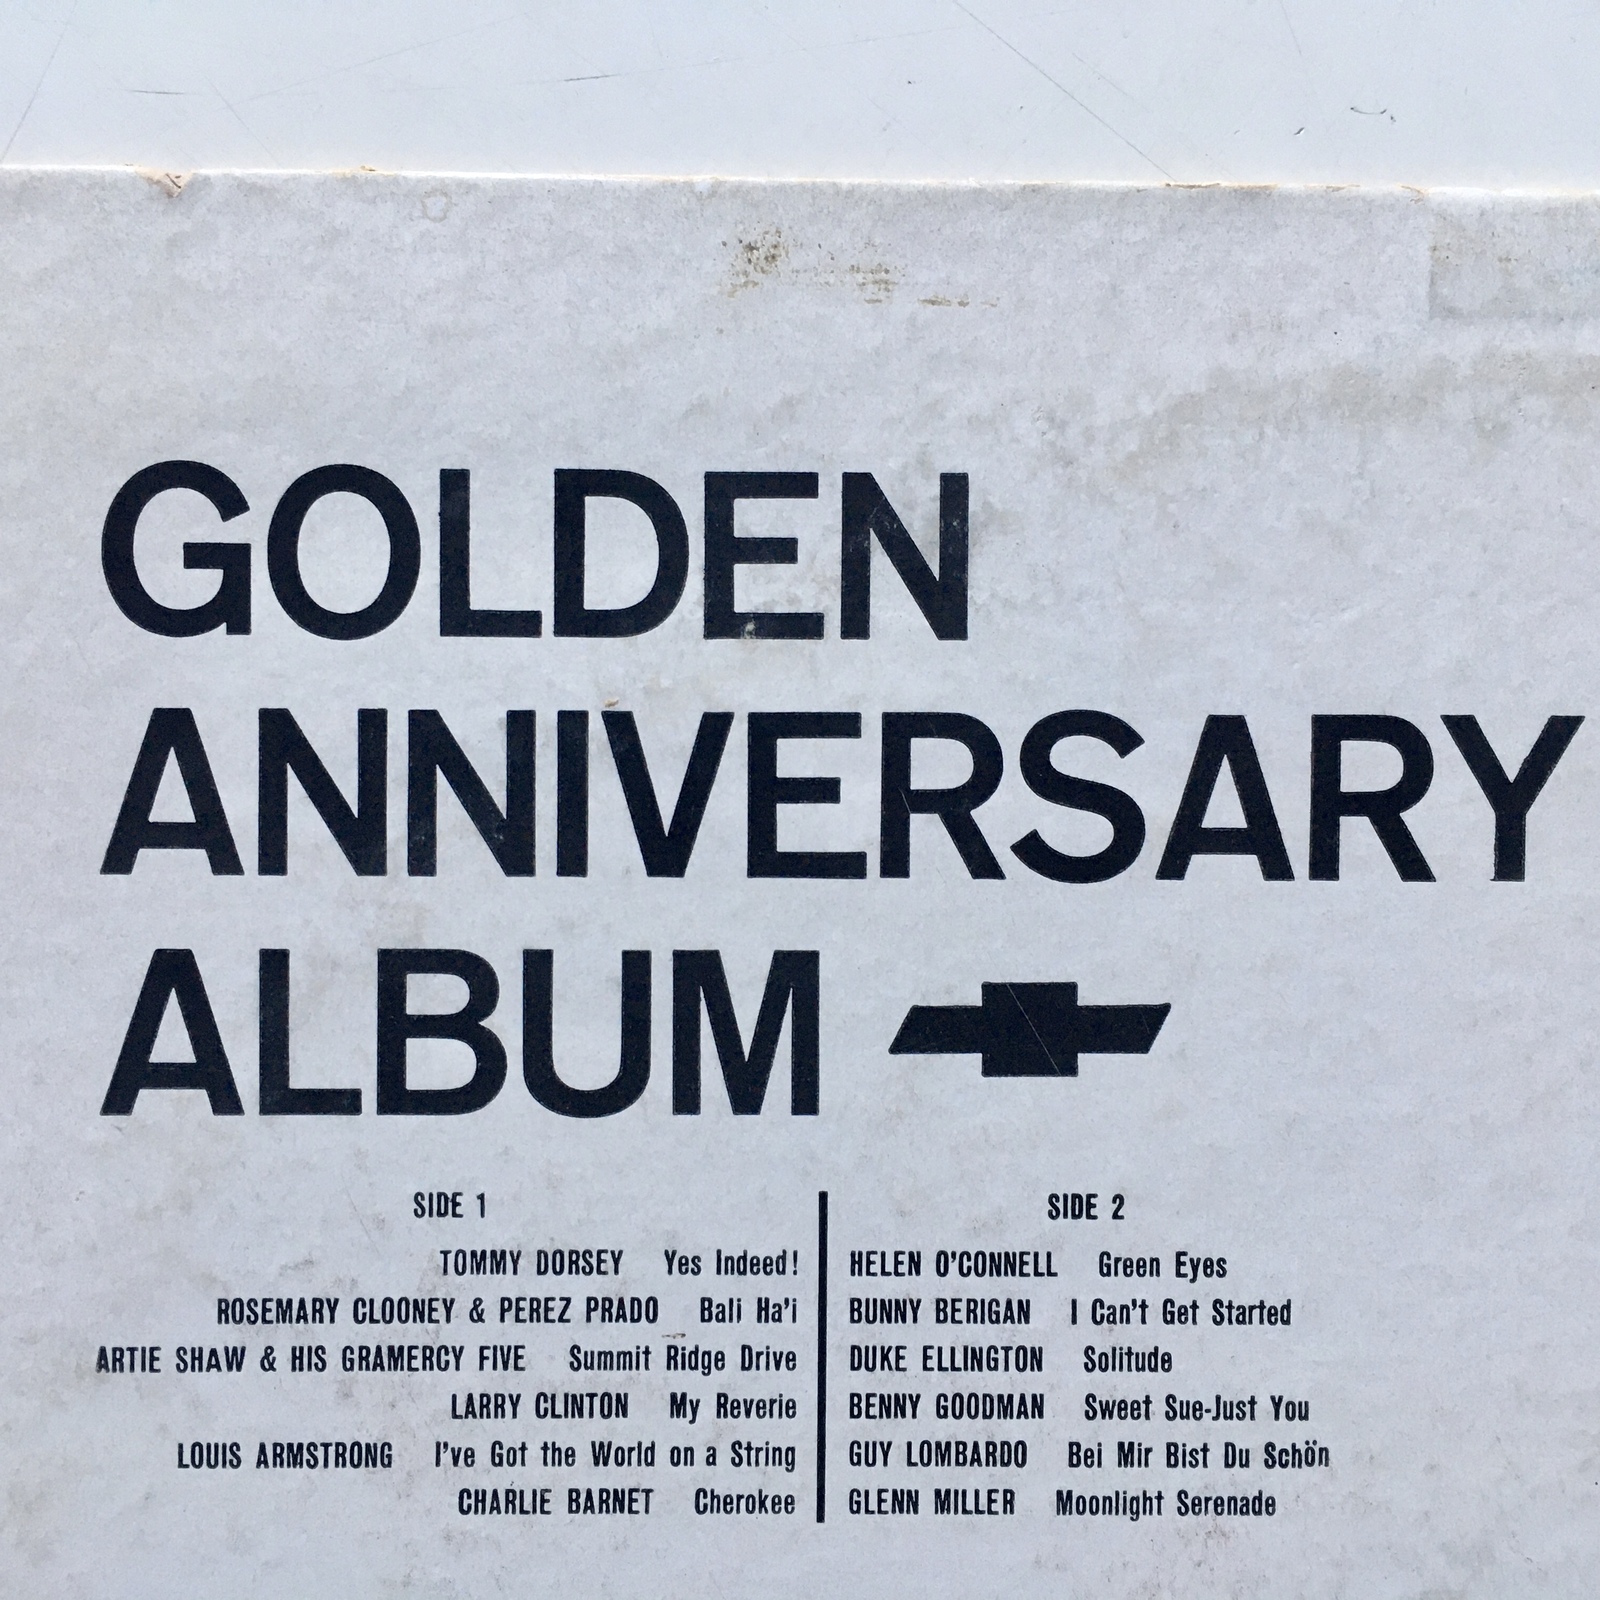 GOLDEN
ANNIVERSARY
ALBUM
SIDE 1
TOMMY DORSEY Yes Indeed!
ROSEMARY CLOONEY & PEREZ PRADO Bali Ha'i
ARTIE SHAW & HIS GRAMERCY FIVE Summit Ridge Drive
LARRY CLINTON My Reverie
LOUIS ARMSTRONG I've Got the World on a String
CHARLIE BARNET Cherokee
SIDE 2
HELEN O'CONNELL Green Eyes
BUNNY BERIGAN I Can't Get Started
DUKE ELLINGTON Solitude
BENNY GOODMAN Sweet Sue-Just You
GUY LOMBARDO Bei Mir Bist Du Schön
GLENN MILLER Moonlight Serenade